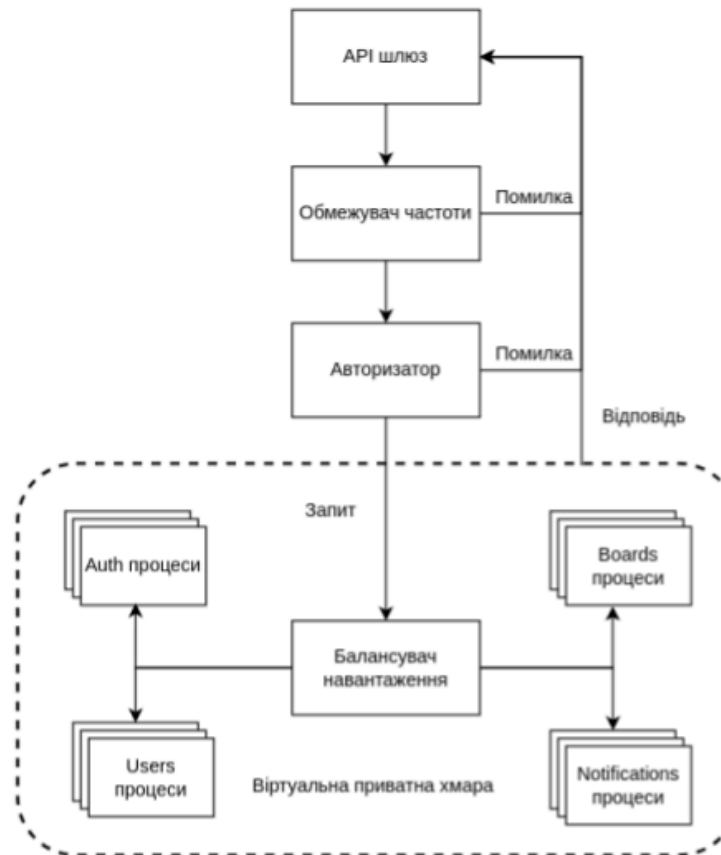 API шлюз
Обмежувач частоти
Помилка
Авторизатор
Помилка
Відповідь
Запит
Auth процеси
Boards
процеси
Балансувач
навантаження
Users
процеси
Віртуальна приватна хмара
Notifications
процеси